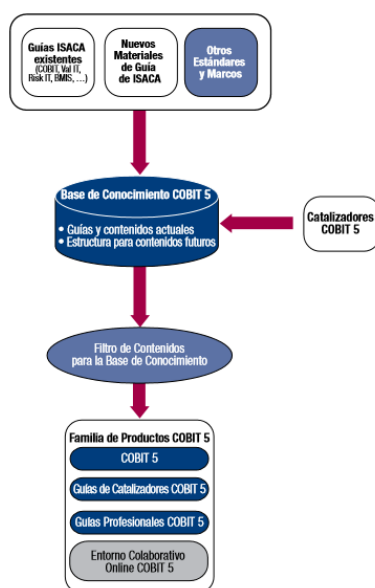 Guías ISACA
existentes
(COBIT, Val IT,
Risk IT, BMIS, ...)
Nuevos
Materiales
de Guía
de ISACA
Otros
Estándares
y Marcos
Base de Conocimiento COBIT 5
• Guías y contenidos actuales
• Estructura para contenidos futuros
Catalizadores
COBIT 5
Filtro de Contenidos
para la Base de Conocimiento
Familia de Productos COBIT 5
COBIT 5
Guías de Catalizadores COBIT 5
Guías Profesionales COBIT 5
Entorno Colaborativo
Online COBIT 5